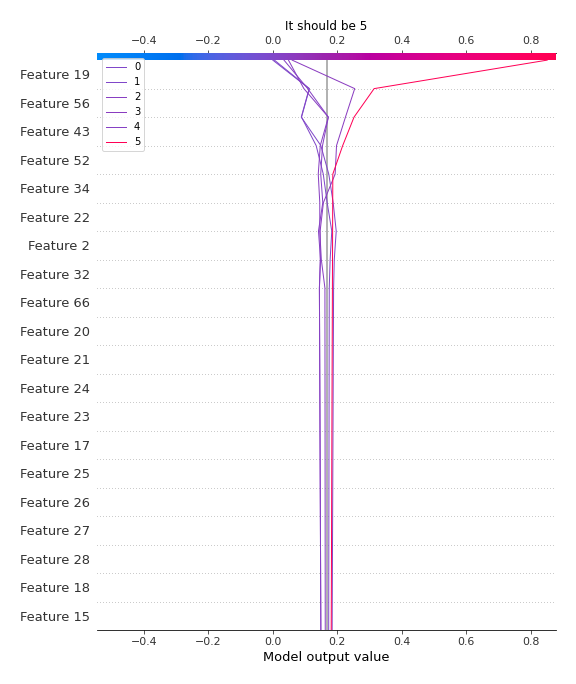 It should be 5
−0.4 −0.2 0.0 0.2 0.4 0.6 0.8
0
1
2
3
4
5
Feature 19
Feature 56
Feature 43
Feature 52
Feature 34
Feature 22
Feature 2
Feature 32
Feature 66
Feature 20
Feature 21
Feature 24
Feature 23
Feature 17
Feature 25
Feature 26
Feature 27
Feature 28
Feature 18
Feature 15
−0.4 −0.2 0.0 0.2 0.4 0.6 0.8
Model output value